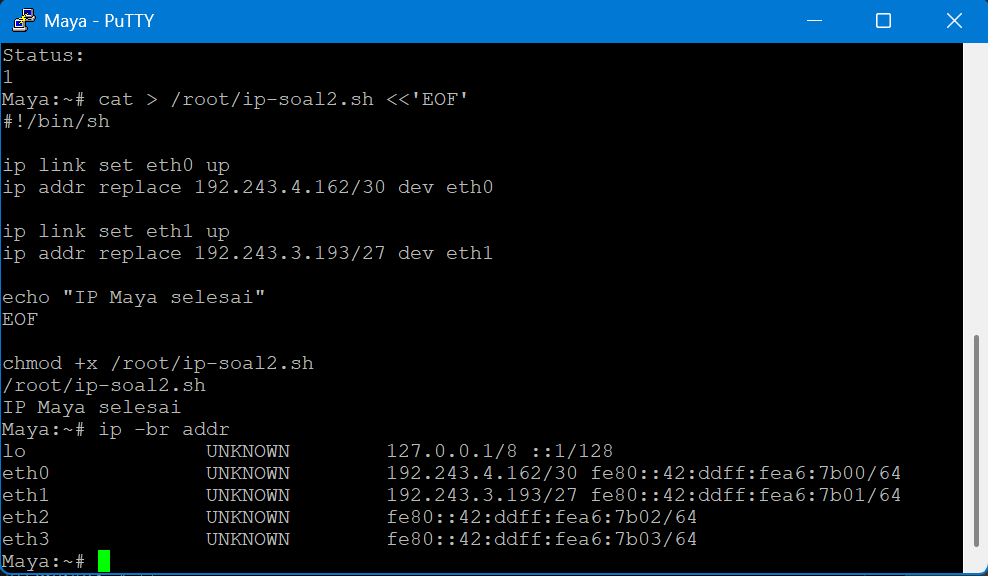 Maya - PuTTY
Status:
1
Maya:~# cat > /root/ip-soal2.sh <<'EOF'
#!/bin/sh
ip link set eth0 up
ip addr replace 192.243.4.162/30 dev eth0
ip link set eth1 up
ip addr replace 192.243.3.193/27 dev eth1
echo "IP Maya selesai"
EOF
chmod +x /root/ip-soal2.sh
/root/ip-soal2.sh
IP Maya selesai
Maya:~# ip -br addr
lo UNKNOWN 127.0.0.1/8 ::1/128
eth0 UNKNOWN 192.243.4.162/30 fe80::42:ddff:fea6:7b00/64
eth1 UNKNOWN 192.243.3.193/27 fe80::42:ddff:fea6:7b01/64
eth2 UNKNOWN fe80::42:ddff:fea6:7b02/64
eth3 UNKNOWN fe80::42:ddff:fea6:7b03/64
Maya:~#